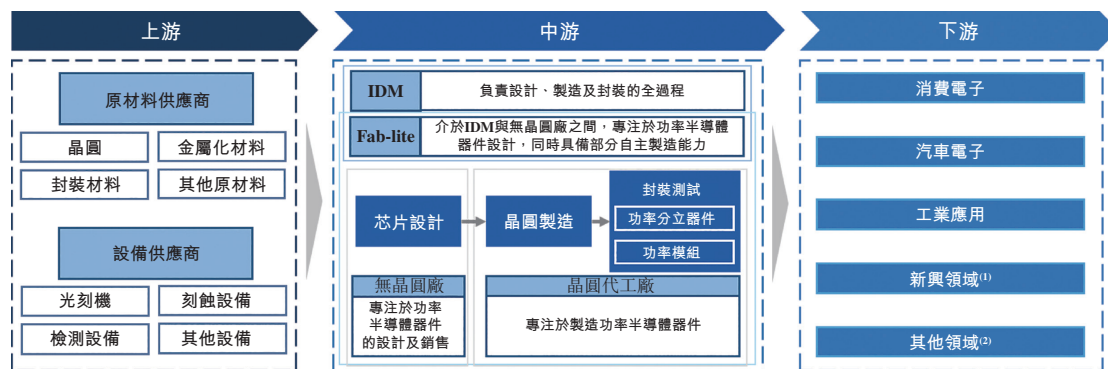 上游
中游
下游
原材料供應商
晶圓
金屬化材料
封裝材料
其他原材料
設備供應商
光刻機
刻蝕設備
檢測設備
其他設備
IDM
負責設計、製造及封裝的全過程
Fab-lite
介於IDM與無晶圓廠之間，專注於功率半導體
器件設計，同時具備部分自主製造能力
芯片設計
晶圓製造
封裝測試
功率分立器件
功率模組
無晶圓廠
專注於功率
半導體器件
的設計及銷售
晶圓代工廠
專注於製造功率半導體器件
消費電子
汽車電子
工業應用
新興領域(1)
其他領域(2)